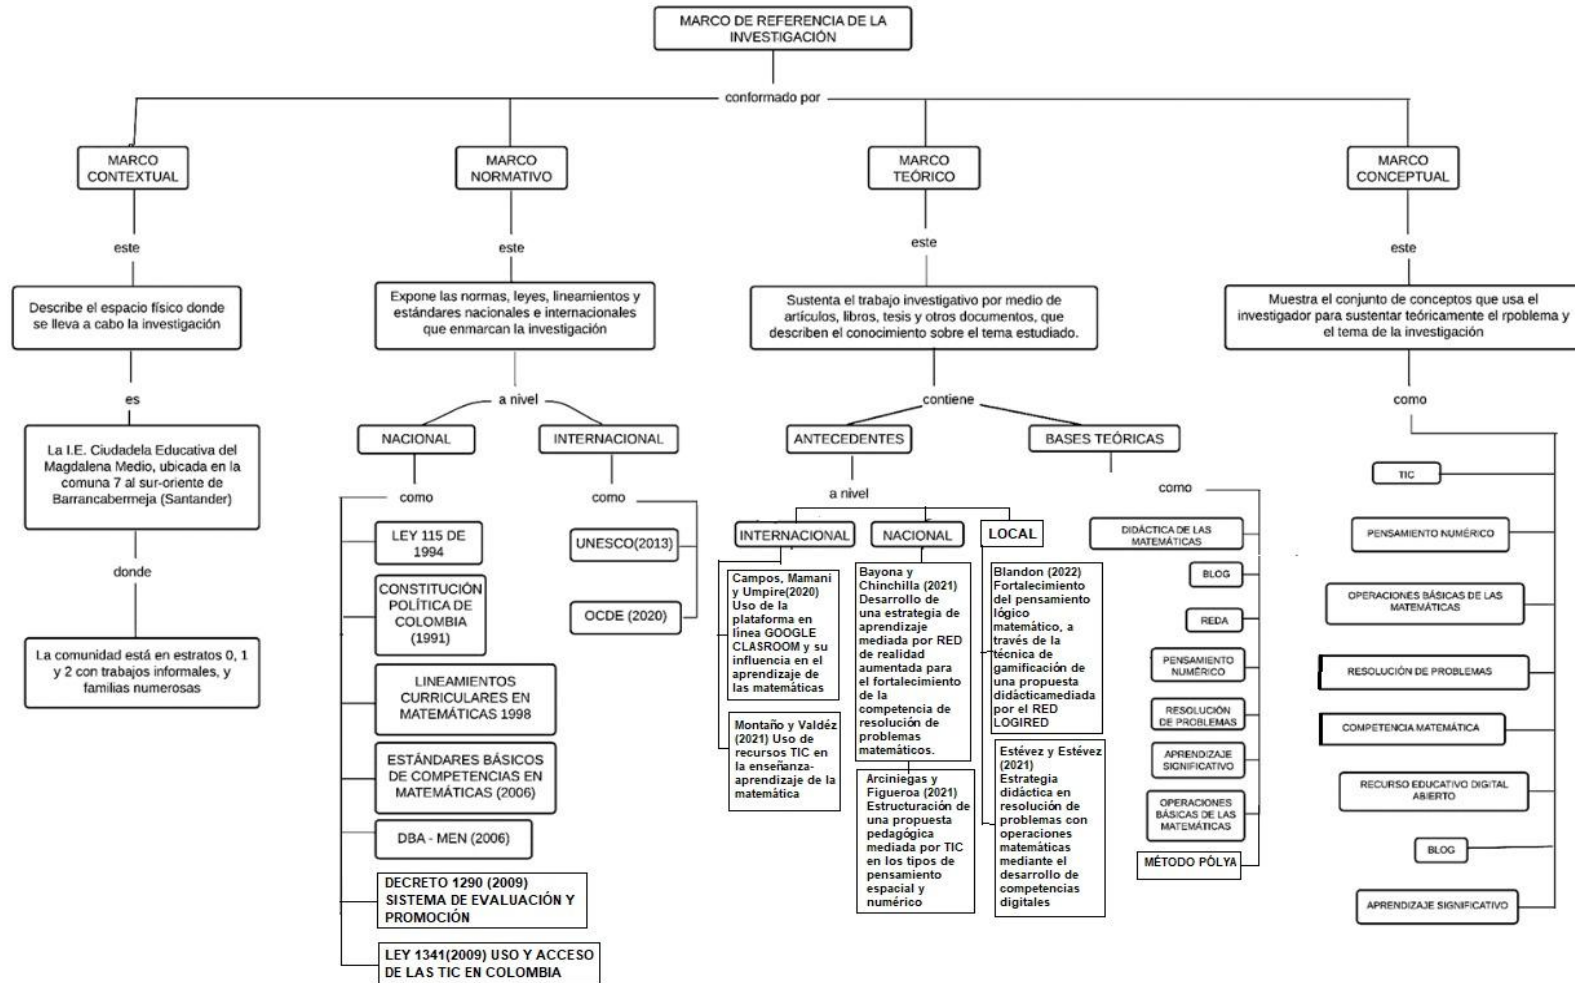 MARCO DE REFERENCIA DE LA
INVESTIGACIÓN
conformado por
MARCO
CONTEXTUAL
este
Describe el espacio físico donde
se lleva a cabo la investigación
es
La I.E. Ciudadela Educativa del
Magdalena Medio, ubicada en la
comuna 7 al sur-oriente de
Barrancabermeja (Santander)
donde
La comunidad está en estratos 0, 1
y 2 con trabajos informales, y
familias numerosas
MARCO
NORMATIVO
este
Expone las normas, leyes, lineamientos y
estándares nacionales e internacionales
que enmarcan la investigación
a nivel
NACIONAL
como
LEY 115 DE
1994
CONSTITUCIÓN
POLÍTICA DE
COLOMBIA
(1991)
LINEAMIENTOS
CURRICULARES EN
MATEMÁTICAS 1998
ESTÁNDARES BÁSICOS
DE COMPETENCIAS EN
MATEMÁTICAS (2006)
DBA - MEN (2006)
DECRETO 1290 (2009)
SISTEMA DE EVALUACIÓN Y
PROMOCIÓN
LEY 1341(2009) USO Y ACCESO
DE LAS TIC EN COLOMBIA
INTERNACIONAL
como
UNESCO(2013)
OCDE (2020)
MARCO
TEÓRICO
este
Sustenta el trabajo investigativo por medio de
artículos, libros, tesis y otros documentos, que
describen el conocimiento sobre el tema estudiado.
contiene
ANTECEDENTES
a nivel
INTERNACIONAL
Campos, Mamani
y Umpire(2020)
Uso de la
plataforma en
línea GOOGLE
CLASROOM y su
influencia en el
aprendizaje de
las matemáticas
Montaño y Valdéz
(2021) Uso de
recursos TIC en
la enseñanza-
aprendizaje de la
matemática
NACIONAL
Bayona y
Chinchilla (2021)
Desarrollo de
una estrategia de
aprendizaje
mediada por RED
de realidad
aumentada para
el fortalecimiento
de la
competencia de
resolución de
problemas
matemáticos.
Arciniegas y
Figueroa (2021)
Estructuración de
una propuesta
pedagógica
mediada por TIC
en los tipos de
pensamiento
espacial y
numérico
LOCAL
Blandon (2022)
Fortalecimiento
del pensamiento
lógico
matemático, a
través de la
técnica de
gamificación de
una propuesta
didácticamediada
por el RED
LOGIRED
Estévez y Estévez
(2021)
Estrategia
didáctica en
resolución de
problemas con
operaciones
matemáticas
mediante el
desarrollo de
competencias
digitales
BASES TEÓRICAS
como
DIDÁCTICA DE LAS
MATEMÁTICAS
BLOG
REDA
PENSAMIENTO
NUMÉRICO
RESOLUCIÓN
DE PROBLEMAS
APRENDIZAJE
SIGNIFICATIVO
OPERACIONES
BÁSICAS DE LAS
MATEMÁTICAS
MÉTODO PÓLYA
MARCO
CONCEPTUAL
este
Muestra el conjunto de conceptos que usa el
investigador para sustentar teóricamente el rpoblema y
el tema de la investigación
como
TIC
PENSAMIENTO NUMÉRICO
OPERACIONES BÁSICAS DE LAS
MATEMÁTICAS
RESOLUCIÓN DE PROBLEMAS
COMPETENCIA MATEMÁTICA
RECURSO EDUCATIVO DIGITAL
ABIERTO
BLOG
APRENDIZAJE SIGNIFICATIVO